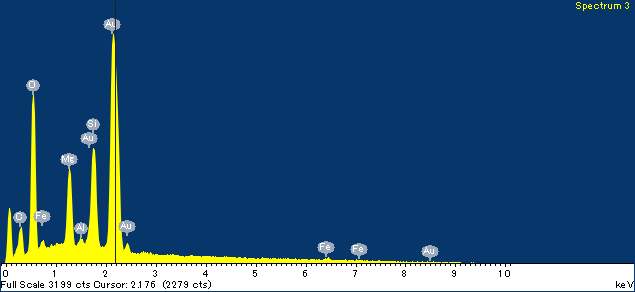 Spectrum 3
Au
O
Si
Au
Mg
O
Fe
Al
Au
Fe
Fe
Au
0 1 2 3 4 5 6 7 8 9 10
Full Scale 3199 cts Cursor: 2.176 (2279 cts) keV